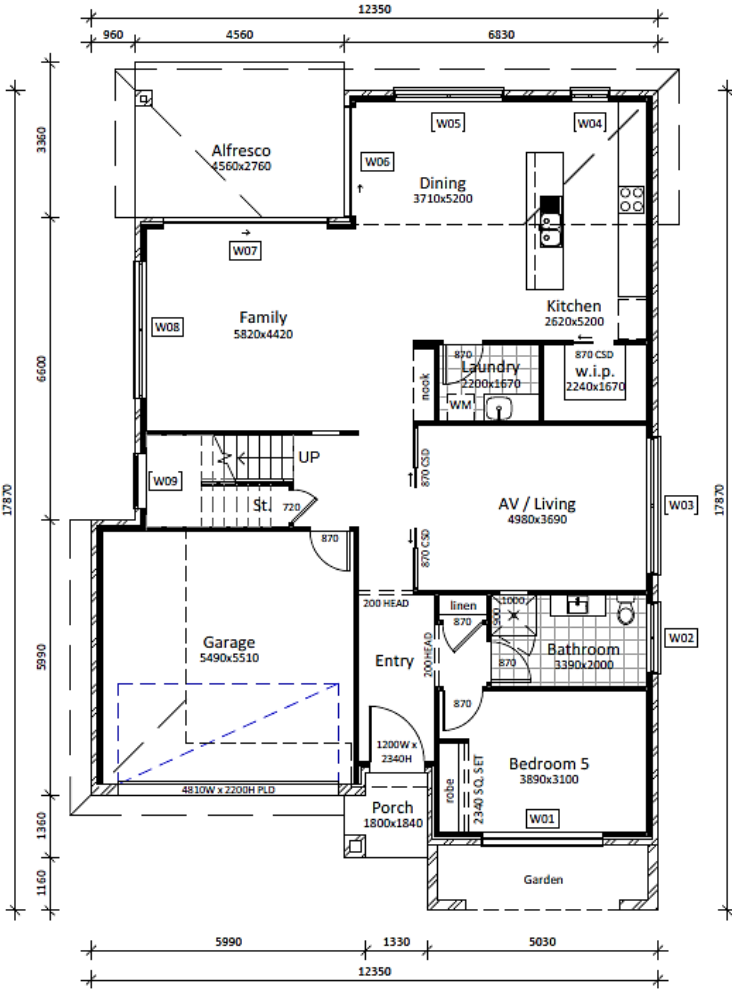 12350
960
4560
6830
3360
6600
5990
1360
1160
17870
17870
Alfresco
4560x2760
W05
W04
W06
Dining
3710x5200
W07
Family
5820x4420
W08
Kitchen
2620x5200
870
Laundry
2200x1670
WM
nook
870 CSD
w.i.p.
2240x1670
UP
W09
St.
720
870
870 CSD
870 CSD
AV / Living
4980x3690
W03
200 HEAD
linen
870
1000
900
W02
Bathroom
3390x2000
870
Garage
5490x5510
Entry
200HEAD
870
1200W x
2340H
4810W x 2200H PLD
Porch
1800x1840
robe
2340 SQ. SET
Bedroom 5
3890x3100
W01
Garden
5990
1330
5030
12350